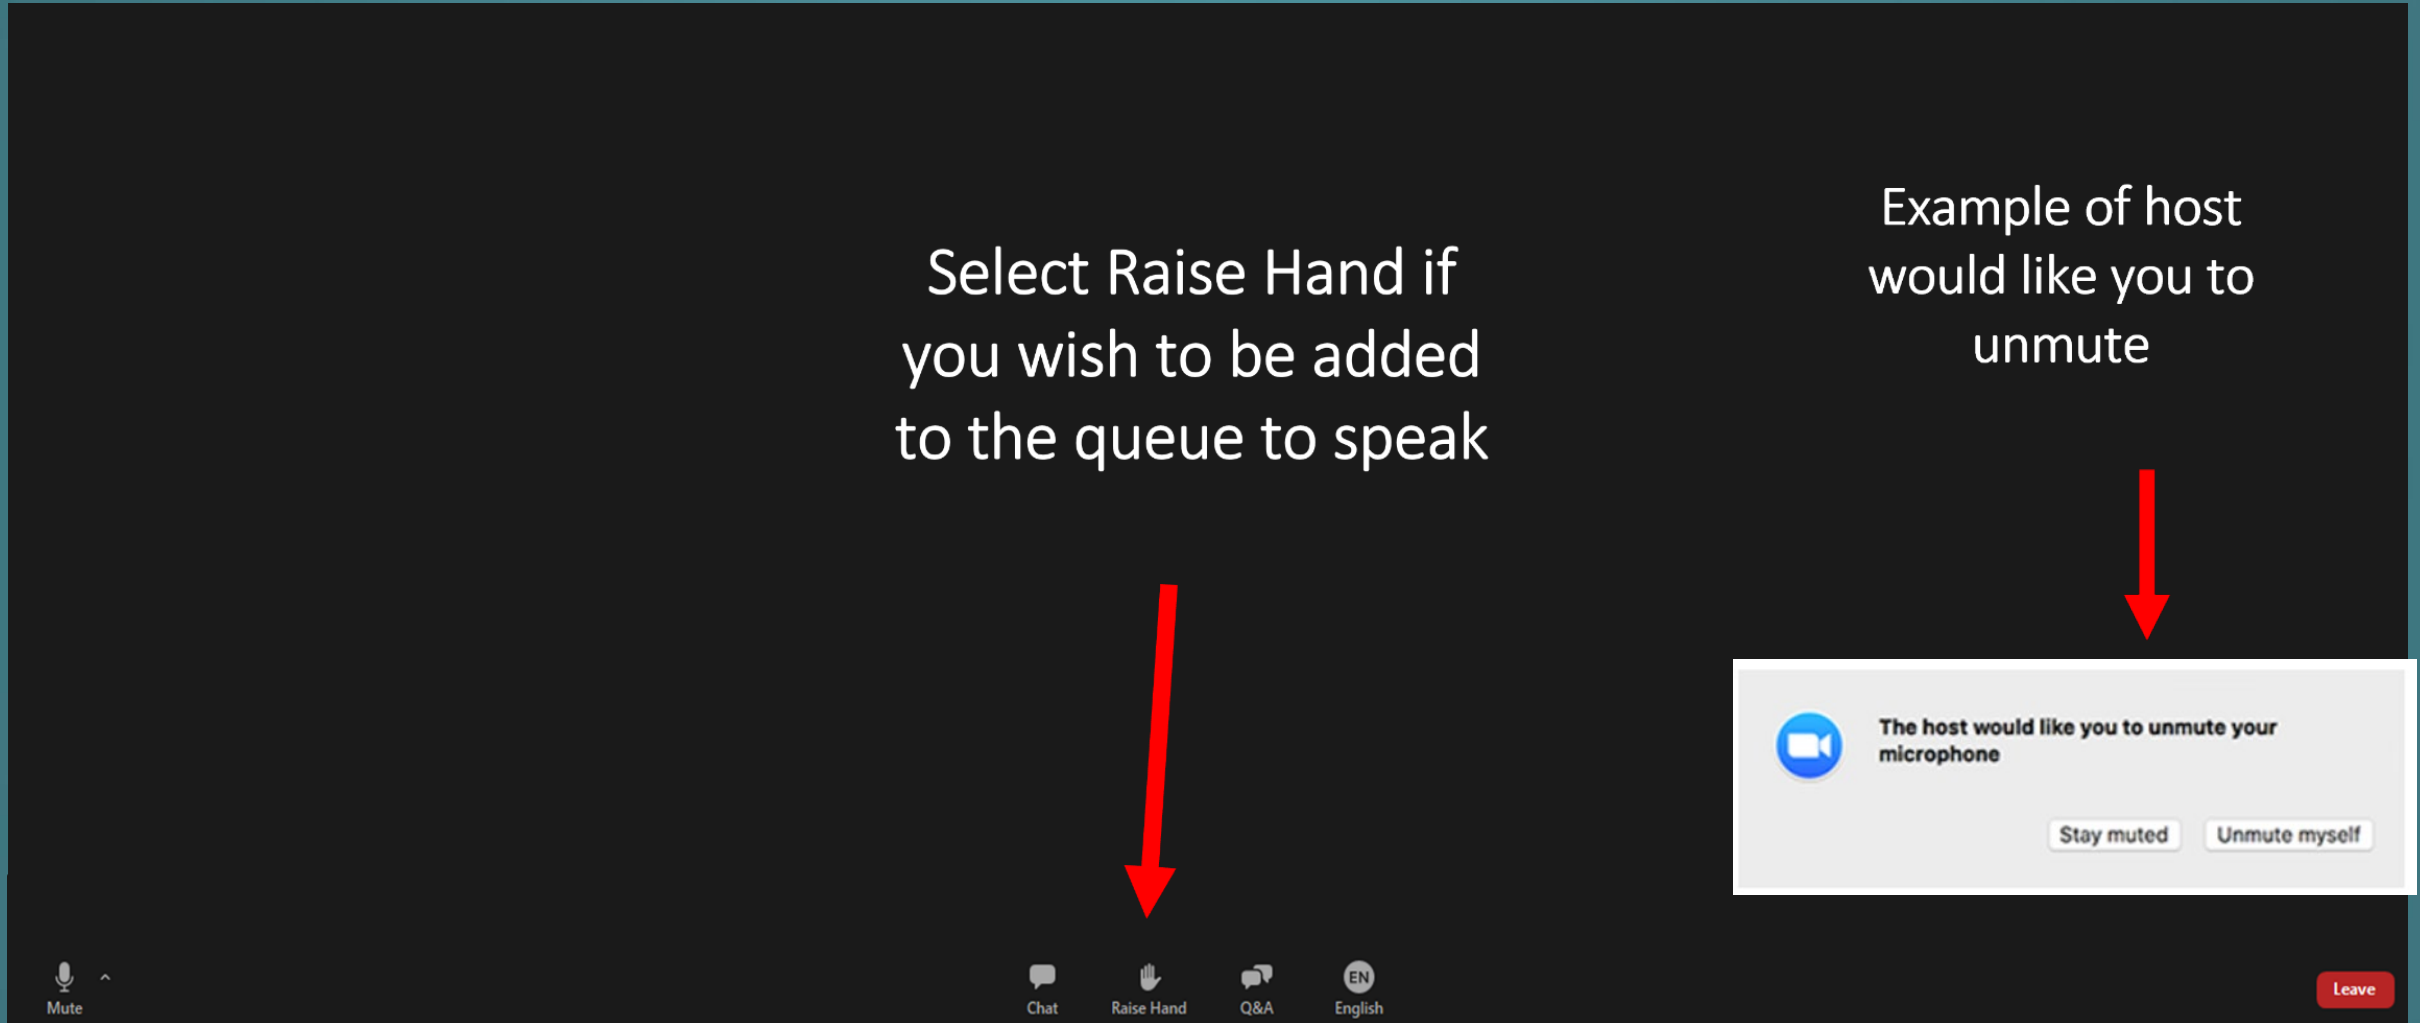 Select Raise Hand if
you wish to be added
to the queue to speak
Example of host
would like you to
unmute
The host would like you to unmute your
microphone
Stay muted
Unmute myself
Mute
Chat
Raise Hand
Q&A
EN
English
Leave